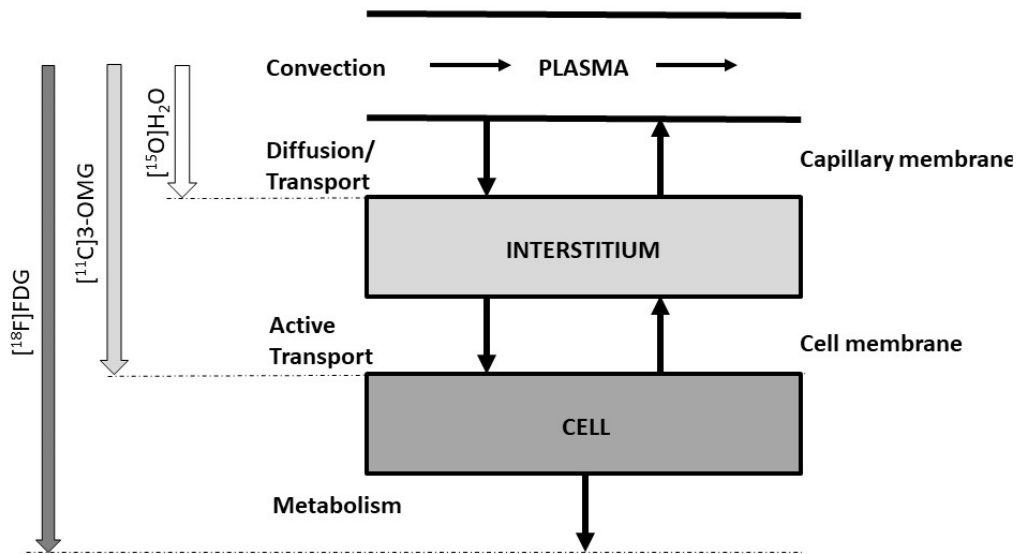 Convection
PLASMA
[¹⁵O]H₂O
Diffusion/
Transport
Capillary membrane
[¹¹C]3-OMG
INTERSTITIUM
[¹⁸F]FDG
Active
Transport
Cell membrane
CELL
Metabolism